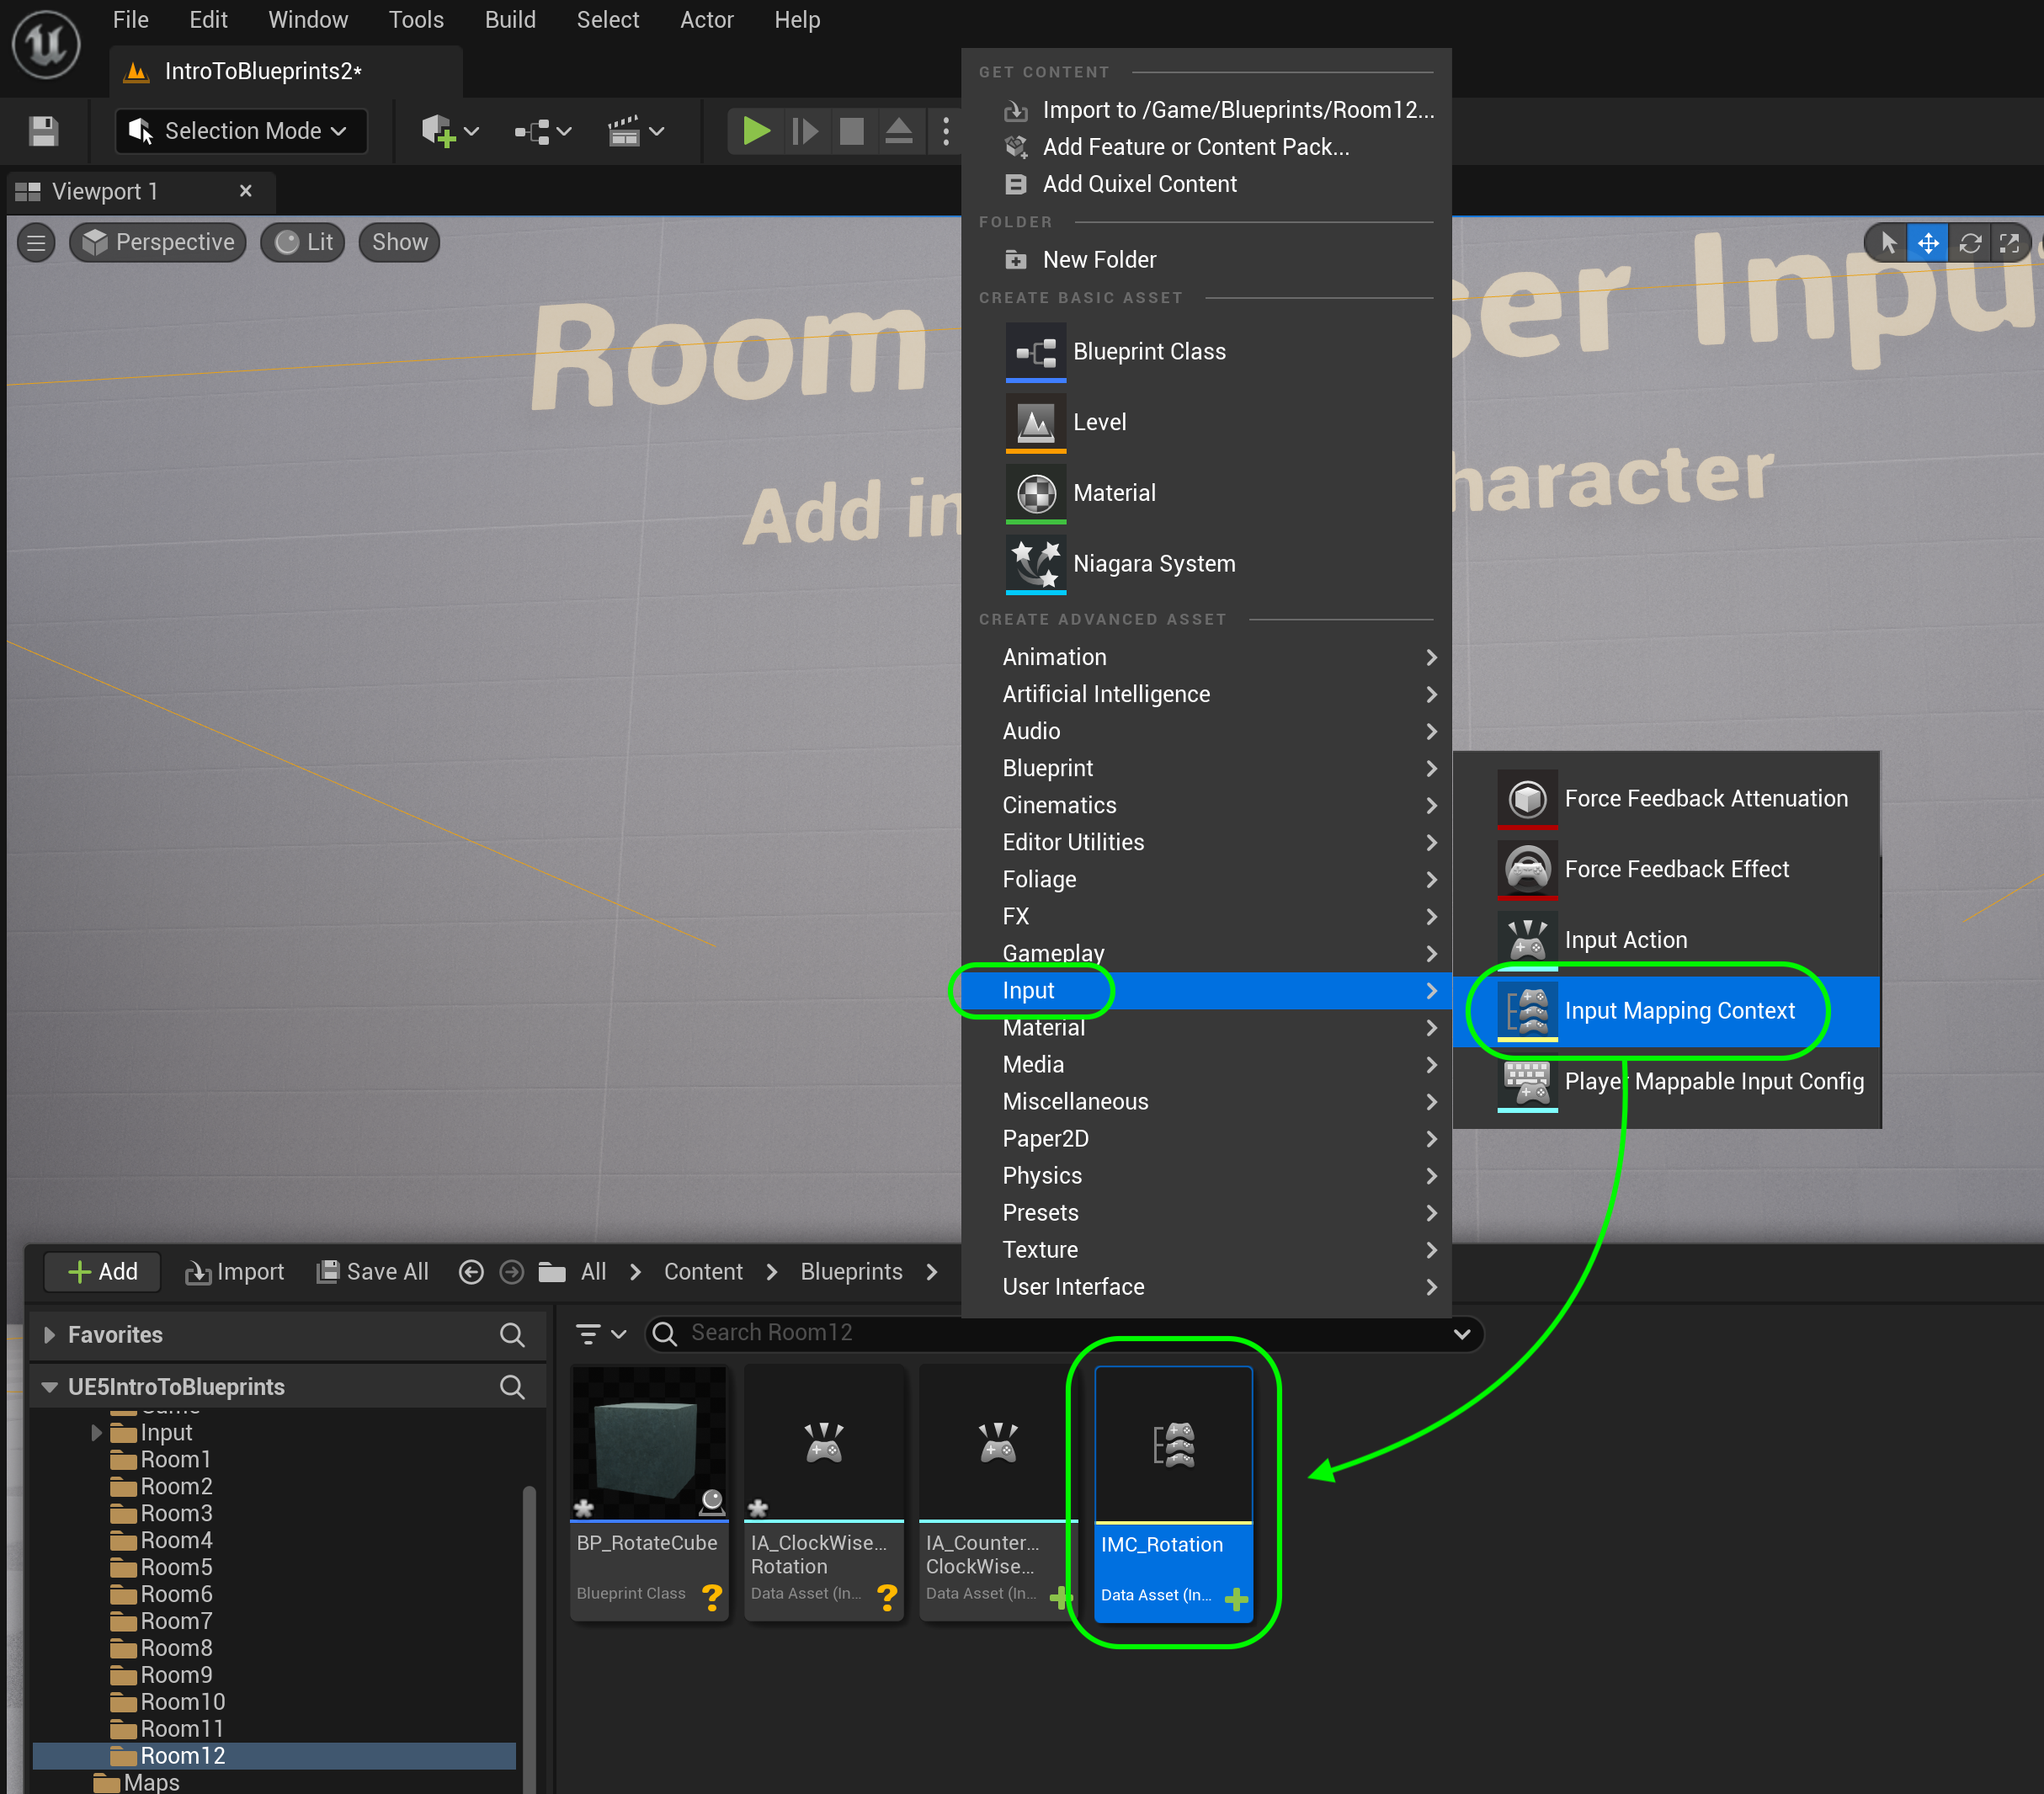 File Edit Window Tools Build Select Actor Help
IntroToBlueprints2*
Selection Mode
Viewport 1
Perspective Lit Show
Room
ser Inpu
Add in
haracter
GET CONTENT
Import to /Game/Blueprints/Room12...
Add Feature or Content Pack...
Add Quixel Content
FOLDER
New Folder
CREATE BASIC ASSET
Blueprint Class
Level
Material
Niagara System
CREATE ADVANCED ASSET
Animation
Artificial Intelligence
Audio
Blueprint
Cinematics
Editor Utilities
Foliage
FX
Gameplay
Input
Material
Media
Miscellaneous
Paper2D
Physics
Presets
Texture
User Interface
Force Feedback Attenuation
Force Feedback Effect
Input Action
Input Mapping Context
Player Mappable Input Config
Add Import Save All All Content Blueprints
Favorites
UE5IntroToBlueprints
Input
Room1
Room2
Room3
Room4
Room5
Room6
Room7
Room8
Room9
Room10
Room11
Room12
Maps
Search Room12
BP_RotateCube
Blueprint Class
IA_ClockWise...
Rotation
Data Asset (In...
IA_Counter...
ClockWise...
Data Asset (In...
IMC_Rotation
Data Asset (In...